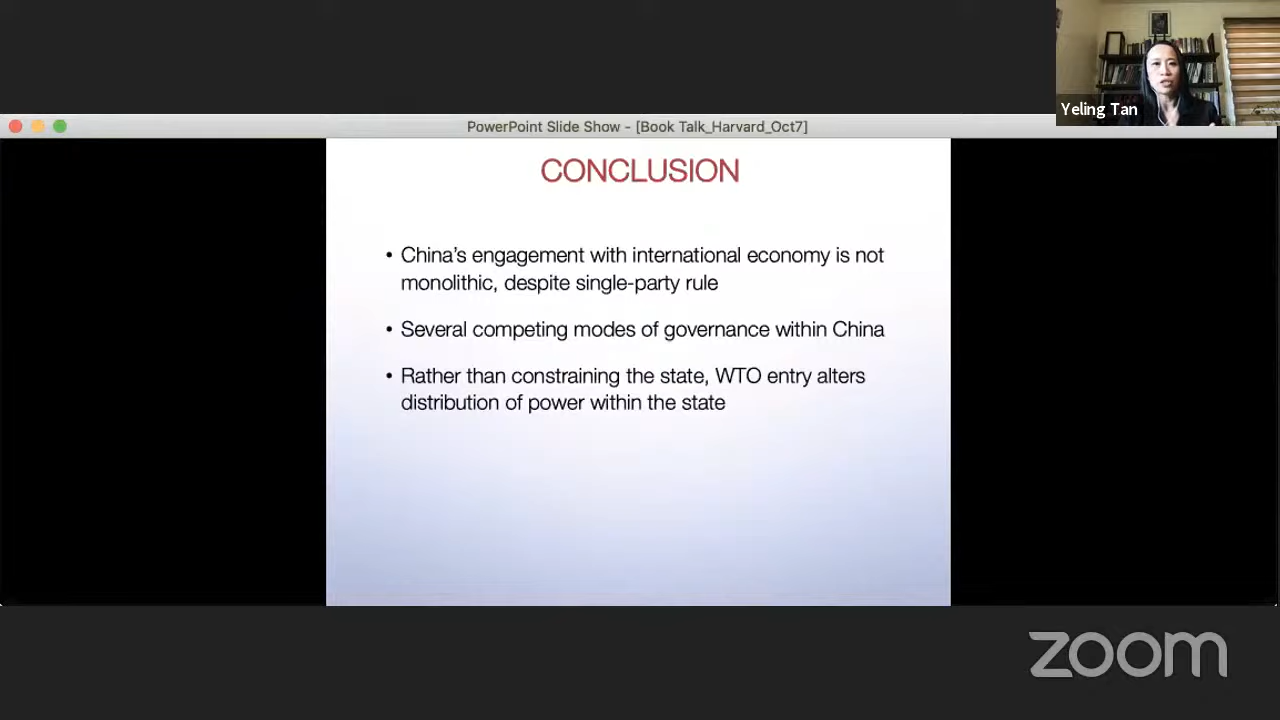 Yeling Tan
PowerPoint Slide Show - [Book Talk_Harvard_Oct7]
CONCLUSION
• China's engagement with international economy is not
monolithic, despite single-party rule
• Several competing modes of governance within China
• Rather than constraining the state, WTO entry alters
distribution of power within the state
zoom